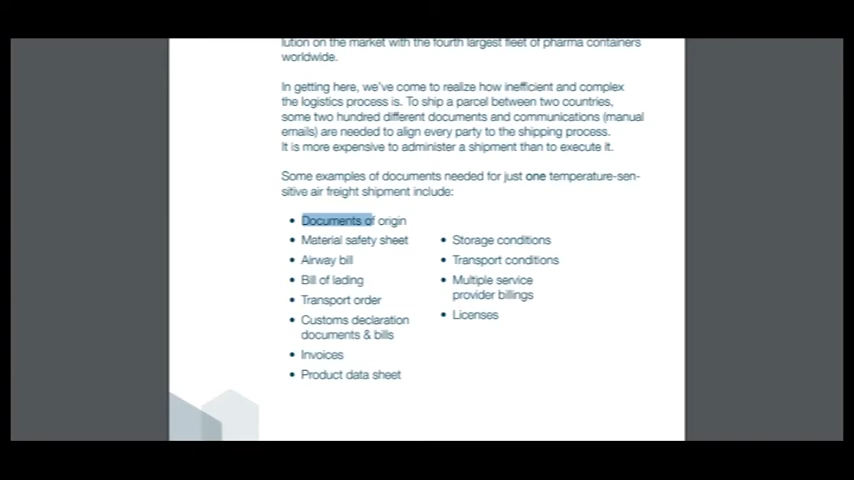 lution on the market with the fourth largest fleet of pharma containers
worldwide.
In getting here, we've come to realize how inefficient and complex
the logistics process is. To ship a parcel between two countries,
some two hundred different documents and communications (manual
emails) are needed to align every party to the shipping process.
It is more expensive to administer a shipment than to execute it.
Some examples of documents needed for just one temperature-sen-
sitive air freight shipment include:
• Documents of origin
• Material safety sheet
• Airway bill
• Bill of lading
• Transport order
• Customs declaration
documents & bills
• Invoices
• Product data sheet
• Storage conditions
• Transport conditions
• Multiple service
provider billings
• Licenses